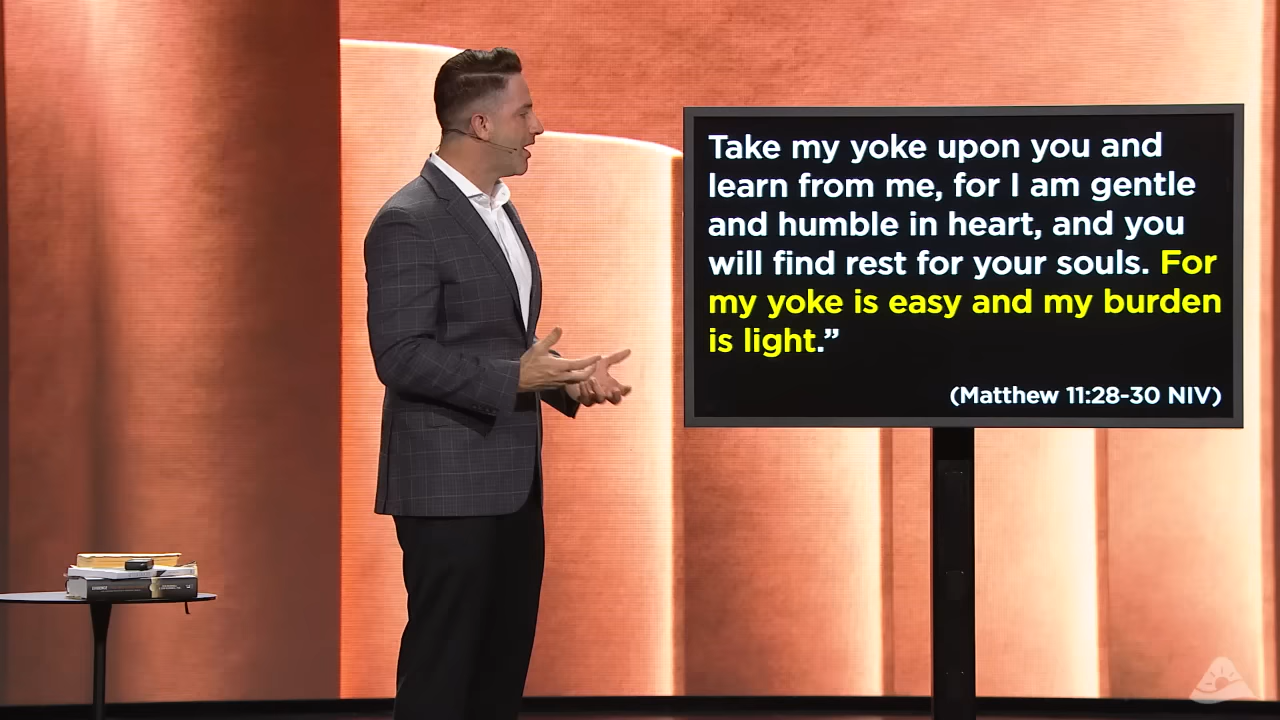 Take my yoke upon you and
learn from me, for I am gentle
and humble in heart, and you
will find rest for your souls. For
my yoke is easy and my burden
is light.”
(Matthew 11:28-30 NIV)